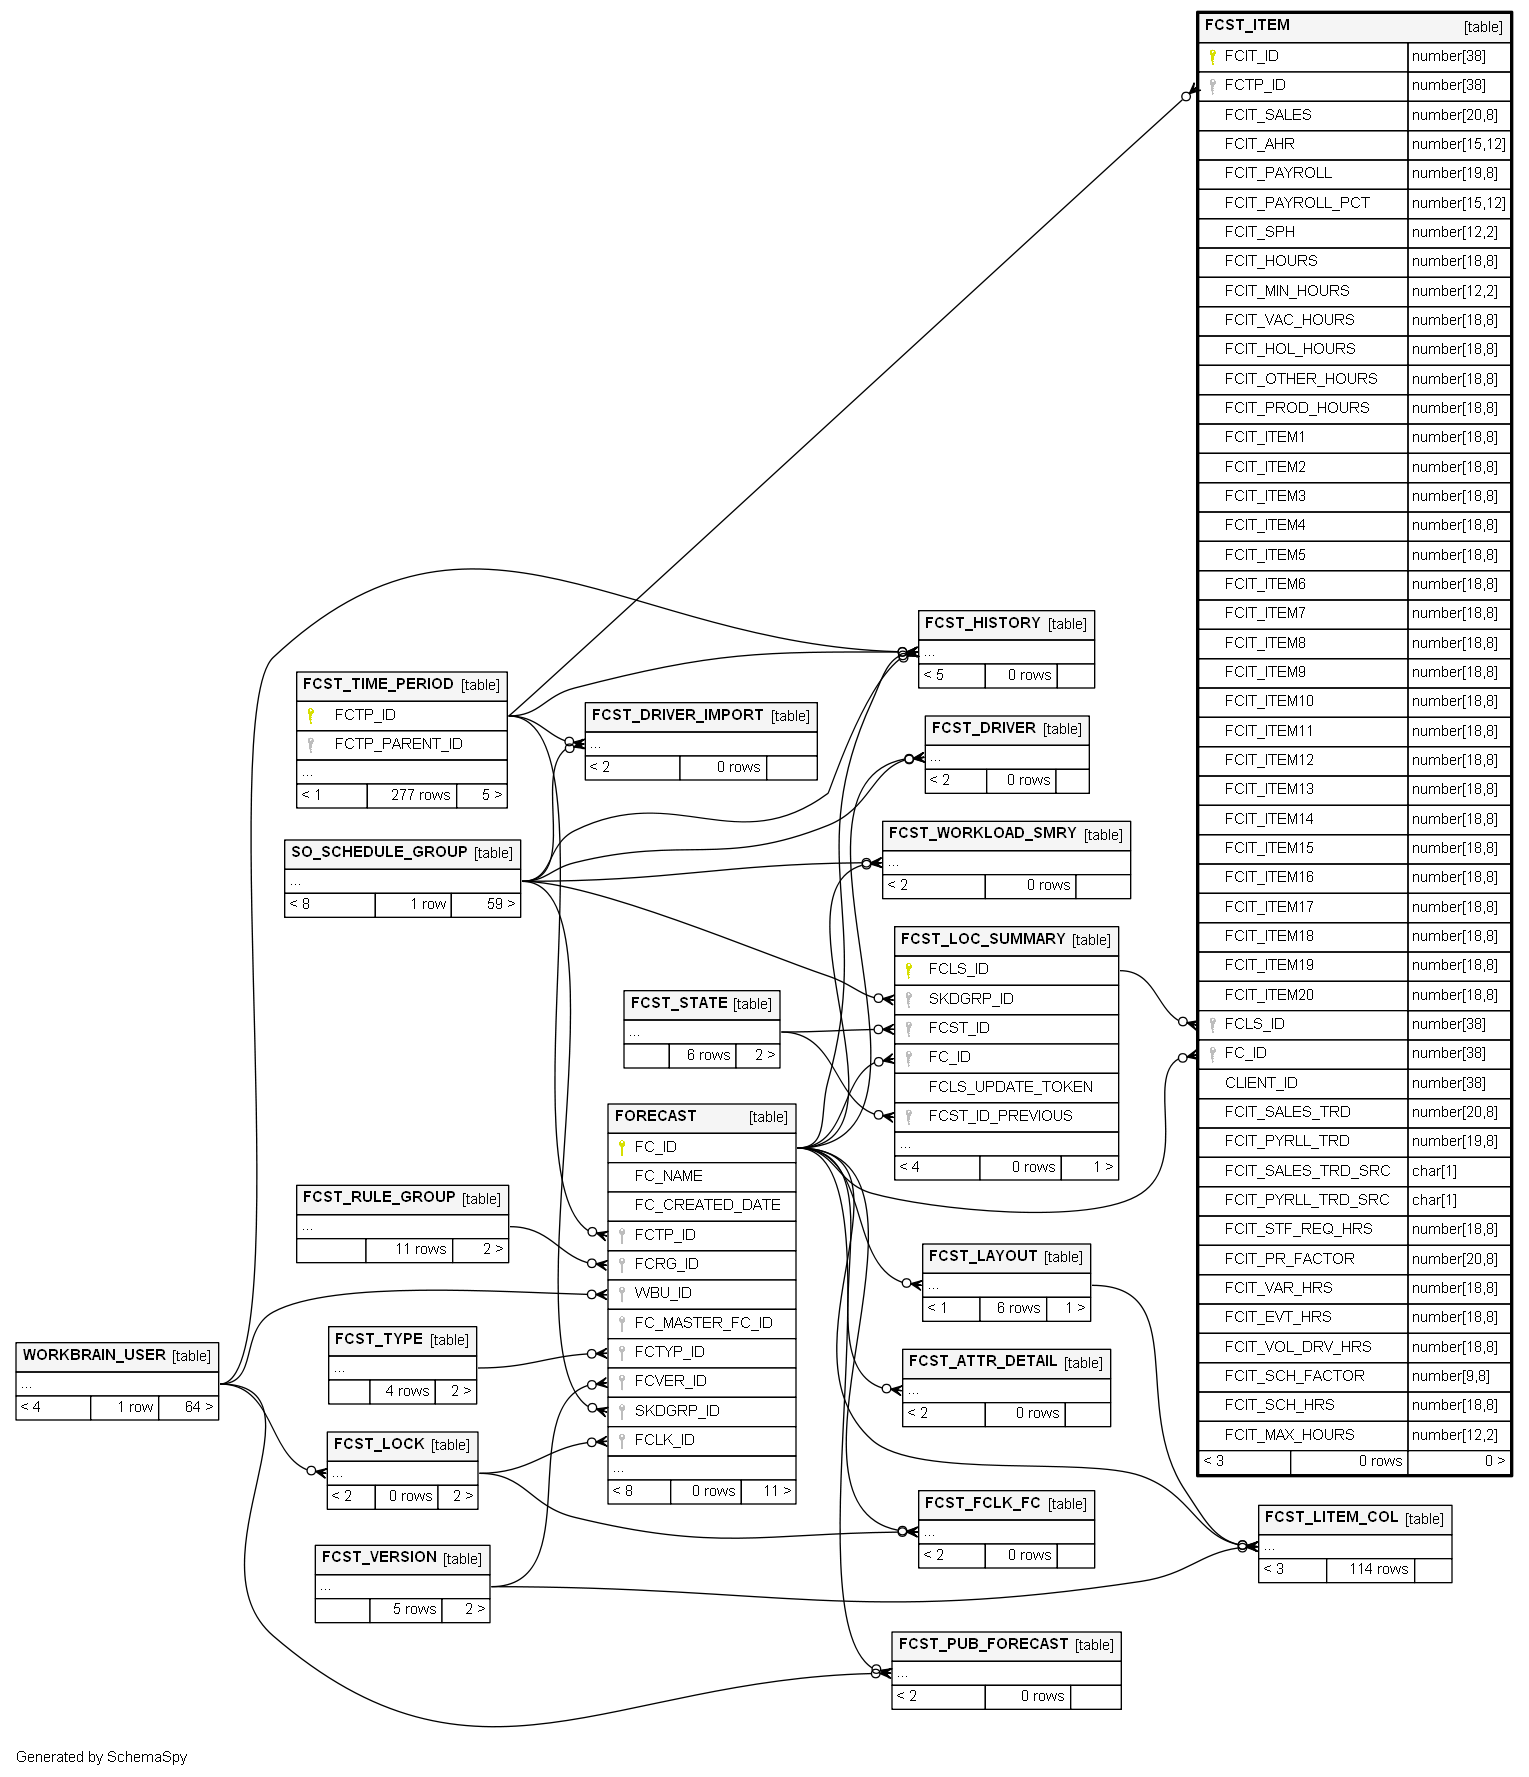 FCST_ITEM [table]
FCIT_ID number[38]
FCTP_ID number[38]
FCIT_SALES number[20,8]
FCIT_AHR number[15,12]
FCIT_PAYROLL number[19,8]
FCIT_PAYROLL_PCT number[15,12]
FCIT_SPH number[12,2]
FCIT_HOURS number[18,8]
FCIT_MIN_HOURS number[12,2]
FCIT_VAC_HOURS number[18,8]
FCIT_HOL_HOURS number[18,8]
FCIT_OTHER_HOURS number[18,8]
FCIT_PROD_HOURS number[18,8]
FCIT_ITEM1 number[18,8]
FCIT_ITEM2 number[18,8]
FCIT_ITEM3 number[18,8]
FCIT_ITEM4 number[18,8]
FCIT_ITEM5 number[18,8]
FCIT_ITEM6 number[18,8]
FCIT_ITEM7 number[18,8]
FCIT_ITEM8 number[18,8]
FCIT_ITEM9 number[18,8]
FCIT_ITEM10 number[18,8]
FCIT_ITEM11 number[18,8]
FCIT_ITEM12 number[18,8]
FCIT_ITEM13 number[18,8]
FCIT_ITEM14 number[18,8]
FCIT_ITEM15 number[18,8]
FCIT_ITEM16 number[18,8]
FCIT_ITEM17 number[18,8]
FCIT_ITEM18 number[18,8]
FCIT_ITEM19 number[18,8]
FCIT_ITEM20 number[18,8]
FCLS_ID number[38]
FC_ID number[38]
CLIENT_ID number[38]
FCIT_SALES_TRD number[20,8]
FCIT_PYRLL_TRD number[19,8]
FCIT_SALES_TRD_SRC char[1]
FCIT_PYRLL_TRD_SRC char[1]
FCIT_STF_REQ_HRS number[18,8]
FCIT_PR_FACTOR number[20,8]
FCIT_VAR_HRS number[18,8]
FCIT_EVT_HRS number[18,8]
FCIT_VOL_DRV_HRS number[18,8]
FCIT_SCH_FACTOR number[9,8]
FCIT_SCH_HRS number[18,8]
FCIT_MAX_HOURS number[12,2]
< 3 0 rows 0 >
FCST_HISTORY [table]
...
< 5 0 rows
FCST_TIME_PERIOD [table]
FCTP_ID
FCTP_PARENT_ID
...
< 1 277 rows 5 >
FCST_DRIVER_IMPORT [table]
...
< 2 0 rows
FCST_DRIVER [table]
...
< 2 0 rows
SO_SCHEDULE_GROUP [table]
...
< 8 1 row 59 >
FCST_WORKLOAD_SMRY [table]
...
< 2 0 rows
FCST_LOC_SUMMARY [table]
FCLS_ID
SKDGRP_ID
FCST_ID
FC_ID
FCLS_UPDATE_TOKEN
FCST_ID_PREVIOUS
...
< 4 0 rows 1 >
FCST_STATE [table]
...
6 rows 2 >
FORECAST [table]
FC_ID
FC_NAME
FC_CREATED_DATE
FCTP_ID
FCRG_ID
WBU_ID
FC_MASTER_FC_ID
FCTYP_ID
FCVER_ID
SKDGRP_ID
FCLK_ID
...
< 8 0 rows 11 >
FCST_RULE_GROUP [table]
...
11 rows 2 >
FCST_LAYOUT [table]
...
< 1 6 rows 1 >
WORKBRAIN_USER [table]
...
< 4 1 row 64 >
FCST_TYPE [table]
...
4 rows 2 >
FCST_ATTR_DETAIL [table]
...
< 2 0 rows
FCST_LOCK [table]
...
< 2 0 rows 2 >
FCST_FCLK_FC [table]
...
< 2 0 rows
FCST_LITEM_COL [table]
...
< 3 114 rows
FCST_VERSION [table]
...
5 rows 2 >
FCST_PUB_FORECAST [table]
...
< 2 0 rows
Generated by SchemaSpy